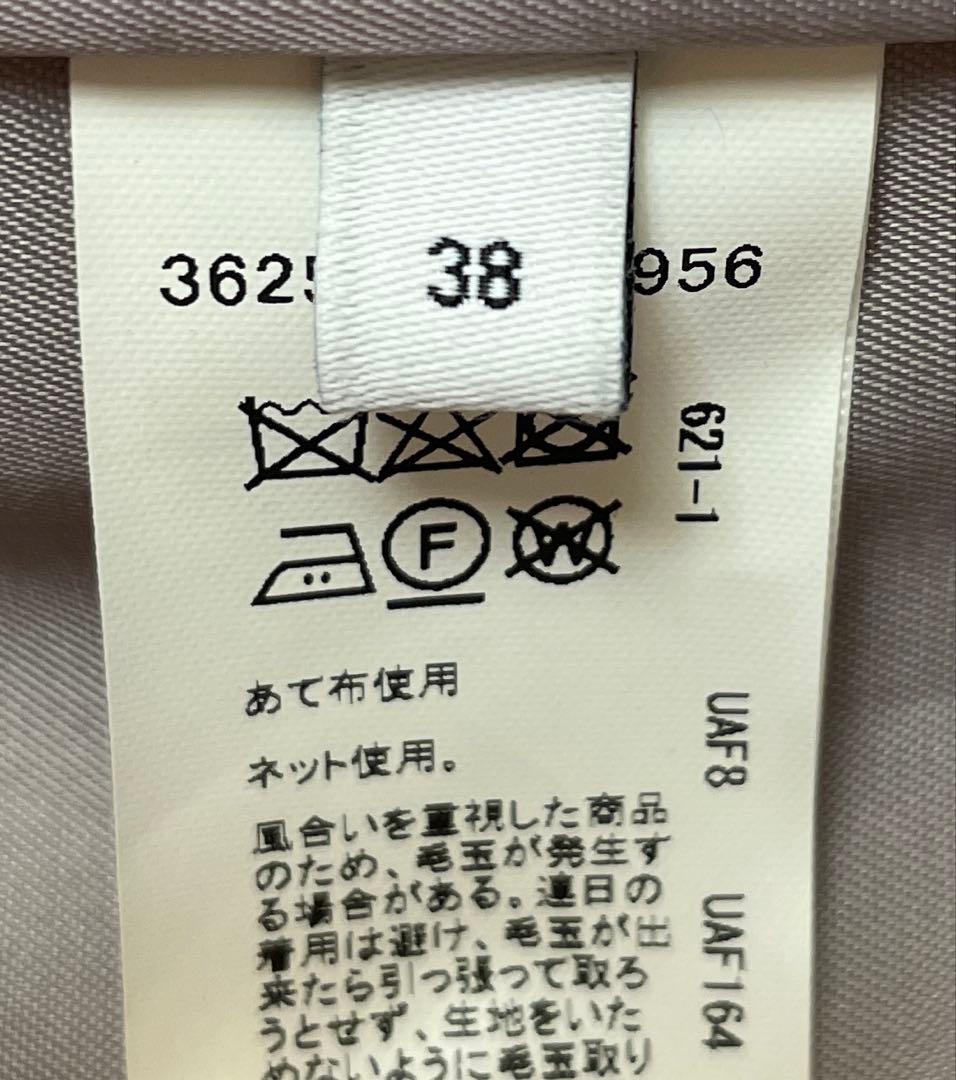 38
362
956
621-1
F
W
あて布使用
ネット使用。
風合いを重視した商品
のため、毛玉が発生す
る場合がある。連日の
着用は避け、毛玉が出
来たら引っ張って取ろ
うとせず、生地をいた
めないように毛玉取り
UAF8
UAF164